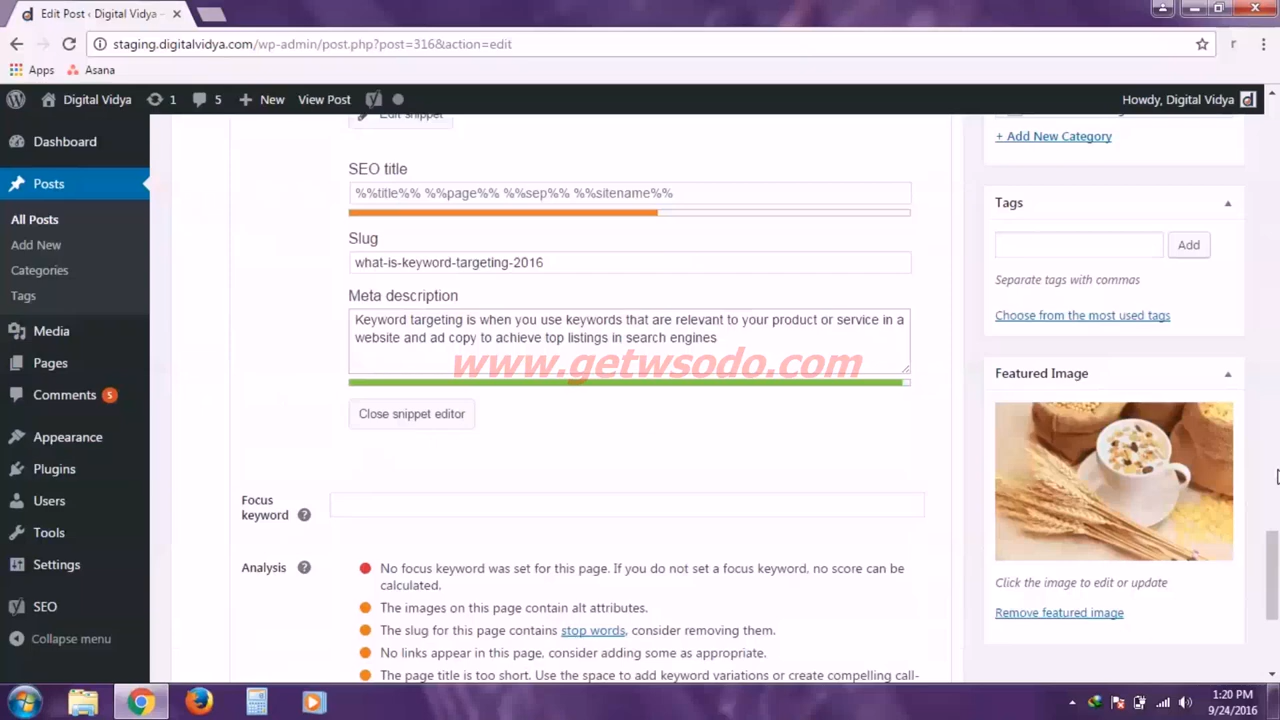 Edit Post ‹ Digital Vidya –
staging.digitalvidya.com/wp-admin/post.php?post=316&action=edit
Apps Asana
Digital Vidya 1 5 New View Post
Howdy, Digital Vidya
Dashboard
Posts
All Posts
Add New
Categories
Tags
Media
Pages
Comments 5
Appearance
Plugins
Users
Tools
Settings
SEO
Collapse menu
Edit snippet
SEO title
%%title%% %%page%% %%sep%% %%sitename%%
Slug
what-is-keyword-targeting-2016
Meta description
Keyword targeting is when you use keywords that are relevant to your product or service in a
website and ad copy to achieve top listings in search engines
www.getwsodo.com
Close snippet editor
Focus
keyword
Analysis
No focus keyword was set for this page. If you do not set a focus keyword, no score can be
calculated.
The images on this page contain alt attributes.
The slug for this page contains stop words, consider removing them.
No links appear in this page, consider adding some as appropriate.
The page title is too short. Use the space to add keyword variations or create compelling call-
+ Add New Category
Tags
Add
Separate tags with commas
Choose from the most used tags
Featured Image
Click the image to edit or update
Remove featured image
1:20 PM
9/24/2016